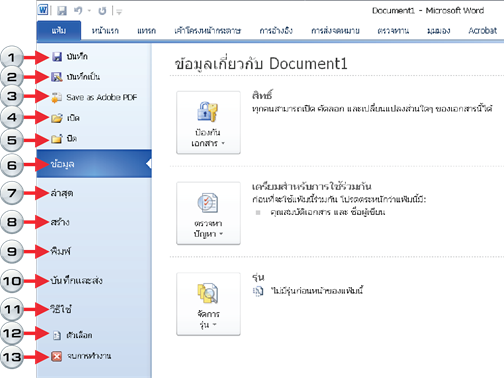 Document1 - Microsoft Word
แฟ้ม หน้าแรก แทรก เค้าโครงหน้ากระดาษ การอ้างอิง การส่งจดหมาย ตรวจทาน มุมมอง Acrobat
1 บันทึก
2 บันทึกเป็น
3 Save as Adobe PDF
4 เปิด
5 ปิด
6 ข้อมูล
7 ล่าสุด
8 สร้าง
9 พิมพ์
10 บันทึกและส่ง
11 วิธีใช้
12 ตัวเลือก
13 จบการทำงาน
ข้อมูลเกี่ยวกับ Document1
ป้องกัน
เอกสาร
สิทธิ์
ทุกคนสามารถเปิด คัดลอก และเปลี่ยนแปลงส่วนใดๆ ของเอกสารนี้ได้
ตรวจหา
ปัญหา
เตรียมสำหรับการใช้ร่วมกัน
ก่อนที่จะใช้แฟ้มนี้ร่วมกัน โปรดตระหนักว่าแฟ้มนี้มี:
คุณสมบัติเอกสาร และ ชื่อผู้เขียน
จัดการ
รุ่น
รุ่น
ไม่มีรุ่นก่อนหน้าของแฟ้มนี้